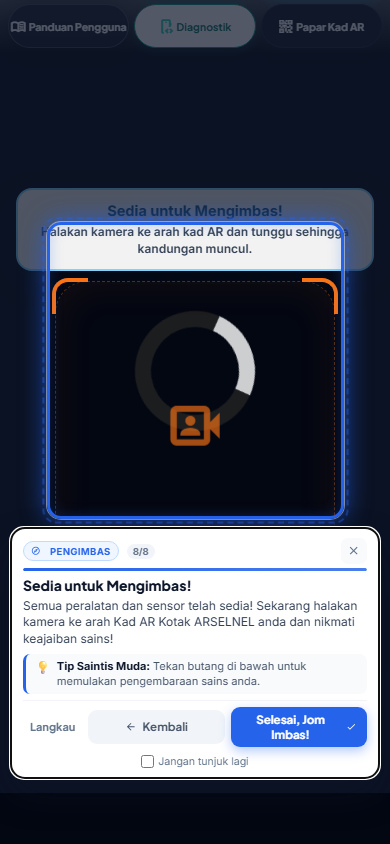 Panduan Pengguna
Diagnostik
Papar Kad AR
Sedia untuk Mengimbas!
Halakan kamera ke arah kad AR dan tunggu sehingga
kandungan muncul.
PENGIMBAS
8/8
Sedia untuk Mengimbas!
Semua peralatan dan sensor telah sedia! Sekarang halakan
kamera ke arah Kad AR Kotak ARSELNEL anda dan nikmati
keajaiban sains!
Tip Saintis Muda: Tekan butang di bawah untuk
memulakan pengembaraan sains anda.
Langkau
Kembali
Selesai, Jom
Imbas!
Jangan tunjuk lagi